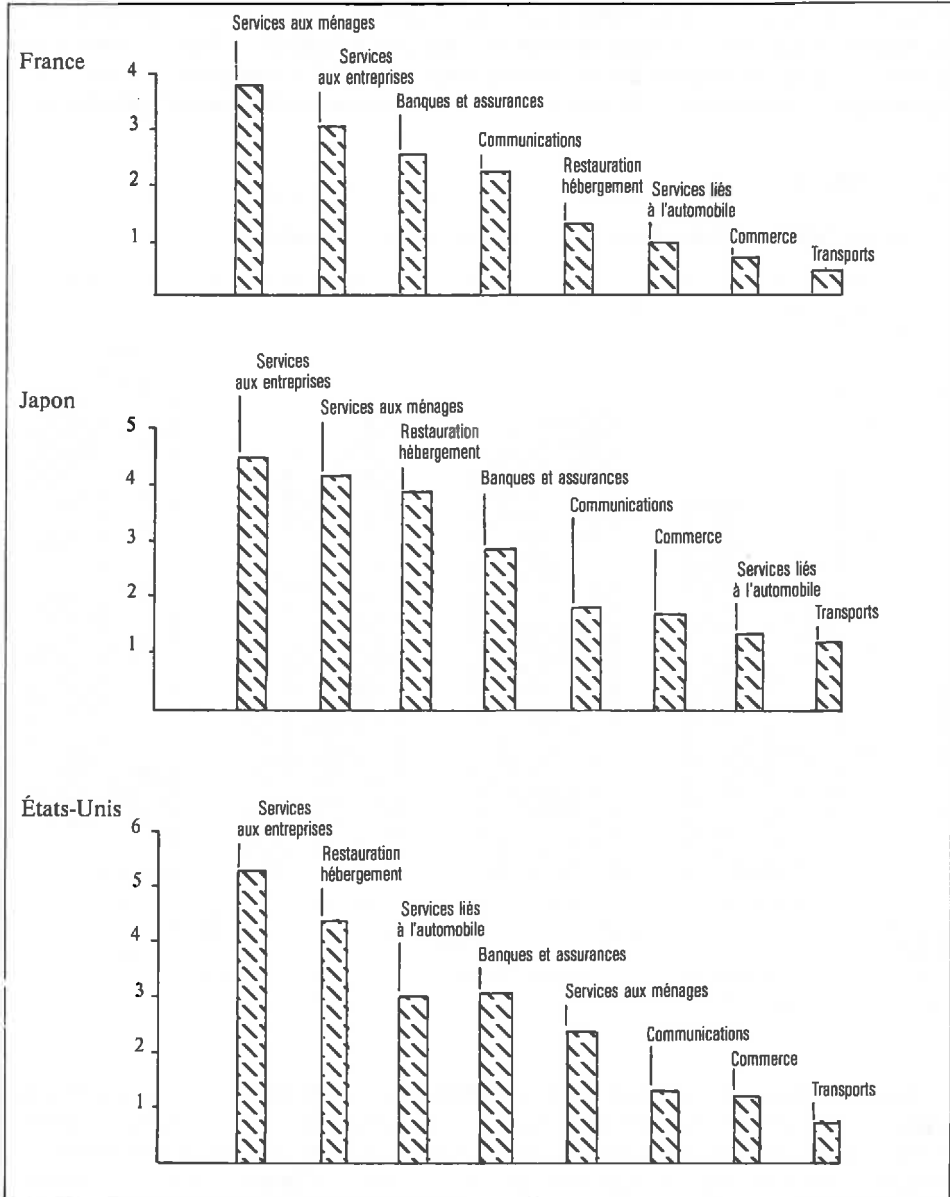 Services aux ménages
France
Services
aux entreprises
4
Banques et assurances
3
Communications
Restauration
hébergement
2
Services liés
à l'automobile
1
Commerce
Transports
Services
aux entreprises
Japon
Services aux ménages
5
Restauration
hébergement
4
Banques et assurances
Communications
3
Commerce
Services liés
à l'automobile
2
Transports
1
États-Unis
Services
aux entreprises
6
Restauration
hébergement
5
Services liés
à l'automobile
4
Banques et assurances
3
Services aux ménages
Communications
2
Commerce
Transports
1